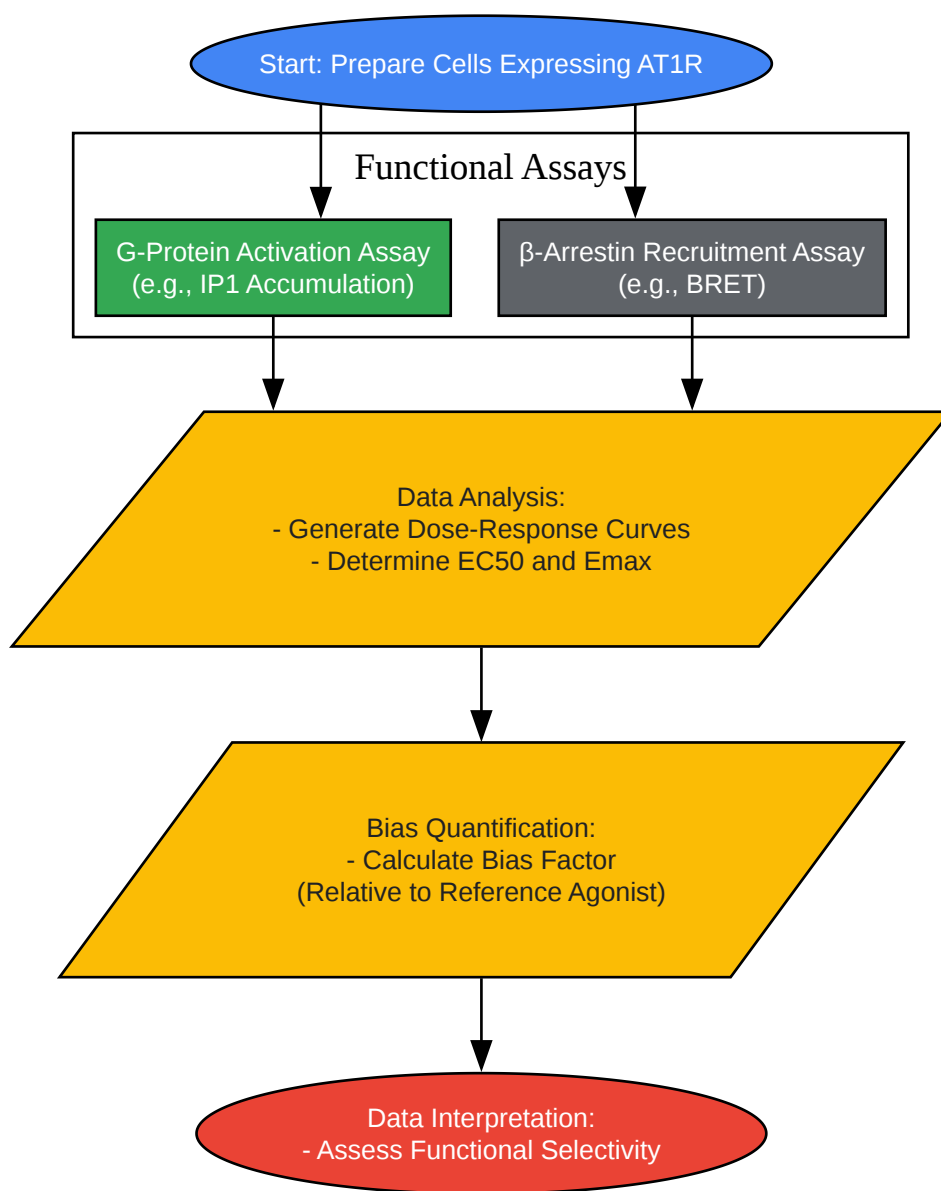 Start: Prepare Cells Expressing AT1R
Functional Assays
G-Protein Activation Assay
(e.g., IP1 Accumulation)
β-Arrestin Recruitment Assay
(e.g., BRET)
Data Analysis:
- Generate Dose-Response Curves
- Determine EC50 and Emax
Bias Quantification:
- Calculate Bias Factor
(Relative to Reference Agonist)
Data Interpretation:
- Assess Functional Selectivity